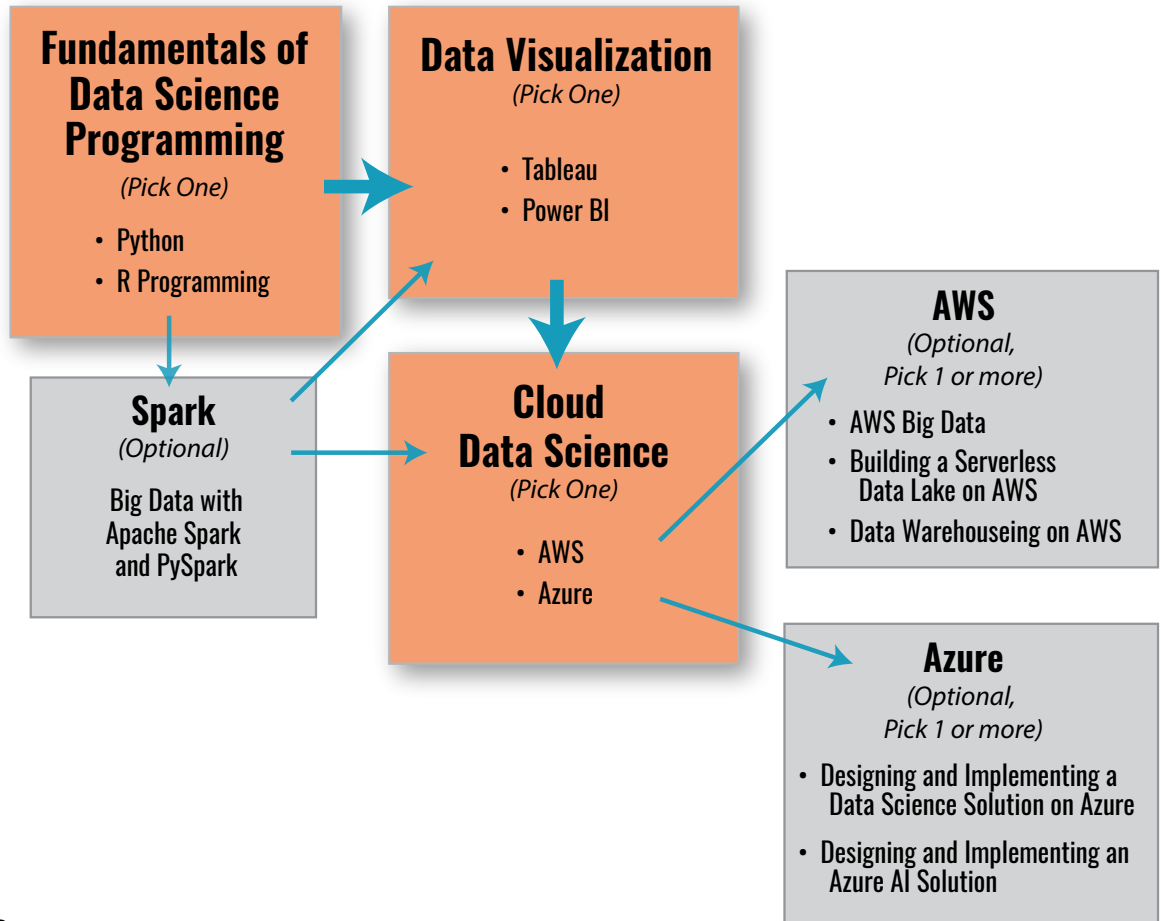 Fundamentals of
Data Science
Programming
(Pick One)
• Python
• R Programming
Data Visualization
(Pick One)
• Tableau
• Power BI
Spark
(Optional)
Big Data with
Apache Spark
and PySpark
Cloud
Data Science
(Pick One)
• AWS
• Azure
AWS
(Optional,
Pick 1 or more)
• AWS Big Data
• Building a Serverless
Data Lake on AWS
• Data Warehouseing on AWS
Azure
(Optional,
Pick 1 or more)
• Designing and Implementing a
Data Science Solution on Azure
• Designing and Implementing an
Azure AI Solution